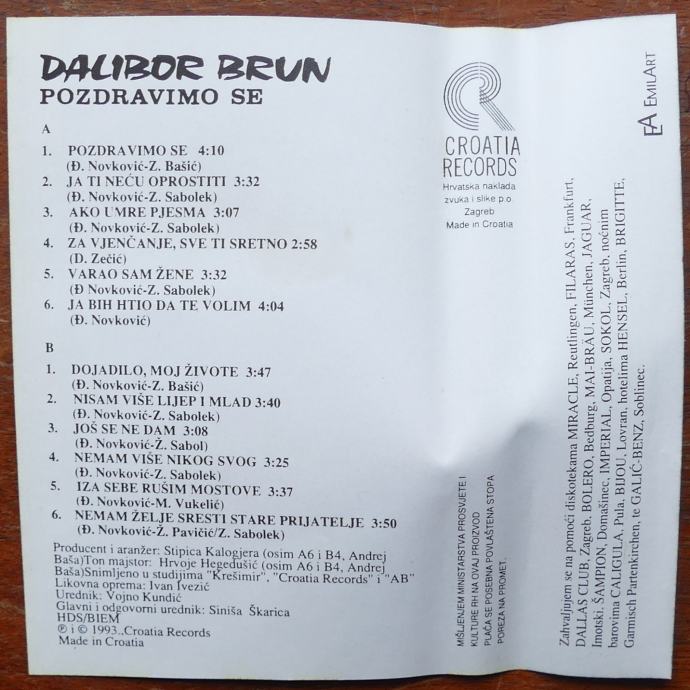 DALIBOR BRUN
POZDRAVIMO SE
A
1. POZDRAVIMO SE 4:10
(Đ. Novković-Z. Bašić)
2. JA TI NEĆU OPROSTITI 3:32
(Đ. Novković-Z. Sabolek)
3. AKO UMRE PJESMA 3:07
(Đ. Novković-Z. Sabolek)
4. ZA VJENČANJE, SVE TI SRETNO 2:58
(D. Zečić)
5. VARAO SAM ŽENE 3:32
(Đ. Novković-Z. Sabolek)
6. JA BIH HTIO DA TE VOLIM 4:04
(Đ. Novković)
B
1. DOJADILO, MOJ ŽIVOTE 3:47
(Đ. Novković-Z. Bašić)
2. NISAM VIŠE LIJEP I MLAD 3:40
(Đ. Novković-Z. Sabolek)
3. JOŠ SE NE DAM 3:08
(Đ. Novković-Ž. Sabol)
4. NEMAM VIŠE NIKOG SVOG 3:25
(Đ. Novković-Z. Sabolek)
5. IZA SEBE RUŠIM MOSTOVE 3:37
(Đ. Novković-M. Vukelić)
6. NEMAM ŽELJE SRESTI STARE PRIJATELJE 3:50
(Đ. Novković-Ž. Pavičić/Z. Sabolek)
Producent i aranžer: Stipica Kalogjera (osim A6 i B4, Andrej
Baša)Ton majstor: Hrvoje Hegedušić (osim A6 i B4, Andrej
Baša)Snimljeno u studijima "Krešimir", "Croatia Records" i "AB"
Likovna oprema: Ivan Ivezić
Urednik: Vojno Kundić
Glavni i odgovorni urednik: Siniša Škarica
HDS/BIEM
℗ i © 1993.,Croatia Records
Made in Croatia
CROATIA
RECORDS
Hrvatska naklada
zvuka i slike p.o.
Zagreb
Made in Croatia
MIŠLJENJEM MINISTARSTVA PROSVJETE I
KULTURE RH NA OVAJ PROIZVOD
PLAĆA SE POSEBNA POVLAŠTENA STOPA
POREZA NA PROMET.
Zahvaljujem se na pomoći diskotekama MIRACLE, Reutlingen, FILARAS, Frankfurt,
DALLAS CLUB, Zagreb, BOLERO, Bedburg, MAI-BRÄU, München, JAGUAR,
Imotski, ŠAMPION, Domašinec, IMPERIAL, Opatija, SOKOL, Zagreb, noćnim
barovima CALIGULA, Pula, BIJOU, Lovran, hotelima HENSEL, Berlin, BRIGITTE,
Garmisch Partenkirchen, te GALIĆ-BENZ, Soblinec.
EA EMILART